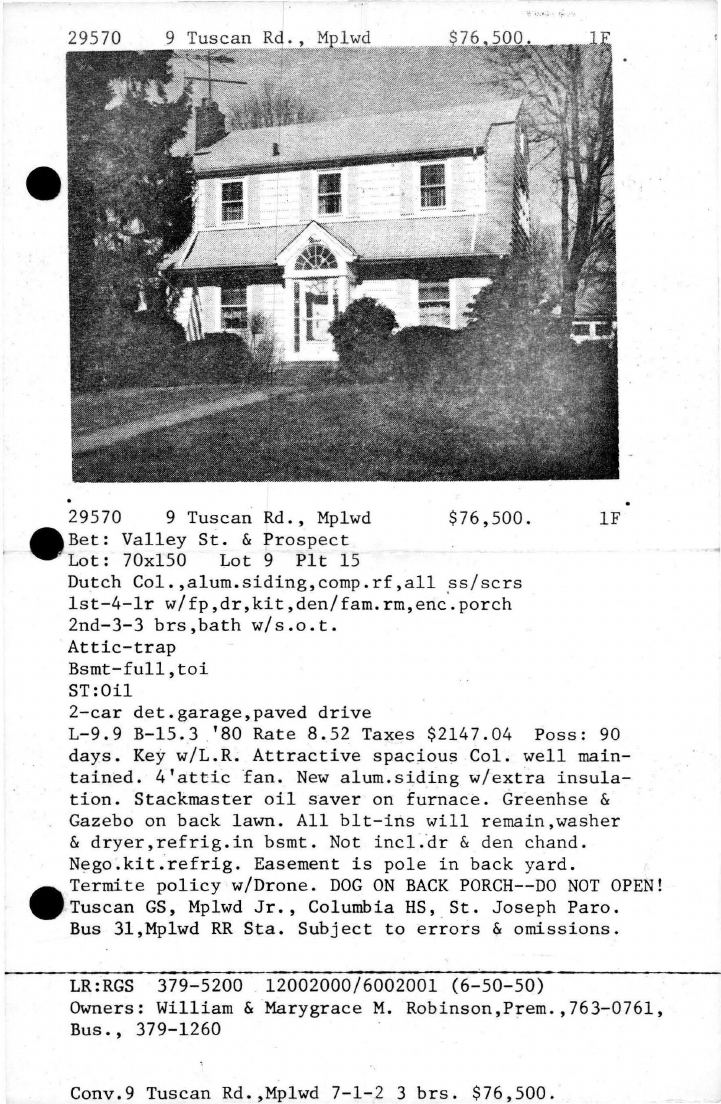 29570 9 Tuscan Rd., Mplwd $76,500. 1F
29570 9 Tuscan Rd., Mplwd $76,500. 1F
Bet: Valley St. & Prospect
Lot: 70x150 Lot 9 Plt 15
Dutch Col.,alum.siding,comp.rf,all ss/scrs
1st-4-lr w/fp,dr,kit,den/fam.rm,enc.porch
2nd-3-3 brs,bath w/s.o.t.
Attic-trap
Bsmt-full,toi
ST:Oil
2-car det.garage,paved drive
L-9.9 B-15.3 '80 Rate 8.52 Taxes $2147.04 Poss: 90
days. Key w/L.R. Attractive spacious Col. well main-
tained. 4'attic fan. New alum.siding w/extra insula-
tion. Stackmaster oil saver on furnace. Greenhse &
Gazebo on back lawn. All blt-ins will remain,washer
& dryer,refrig.in bsmt. Not incl.dr & den chand.
Nego.kit.refrig. Easement is pole in back yard.
Termite policy w/Drone. DOG ON BACK PORCH--DO NOT OPEN!
Tuscan GS, Mplwd Jr., Columbia HS, St. Joseph Paro.
Bus 31,Mplwd RR Sta. Subject to errors & omissions.
LR:RGS 379-5200 12002000/6002001 (6-50-50)
Owners: William & Marygrace M. Robinson,Prem.,763-0761,
Bus., 379-1260
Conv.9 Tuscan Rd.,Mplwd 7-1-2 3 brs. $76,500.